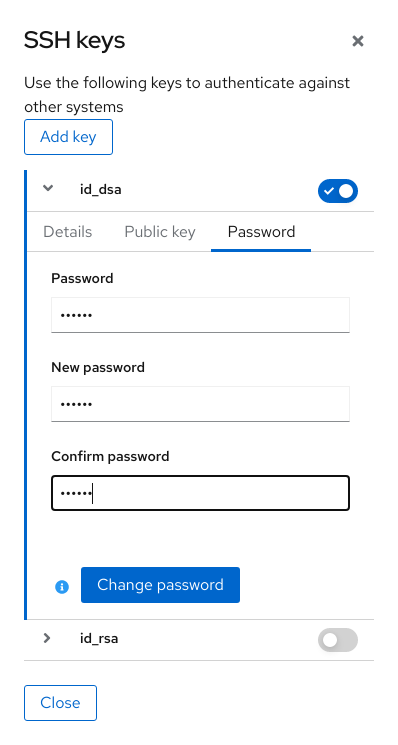 SSH keys
Use the following keys to authenticate against
other systems
Add key
id_dsa
Details Public key Password
Password
••••••
New password
••••••
Confirm password
••••••
Change password
id_rsa
Close